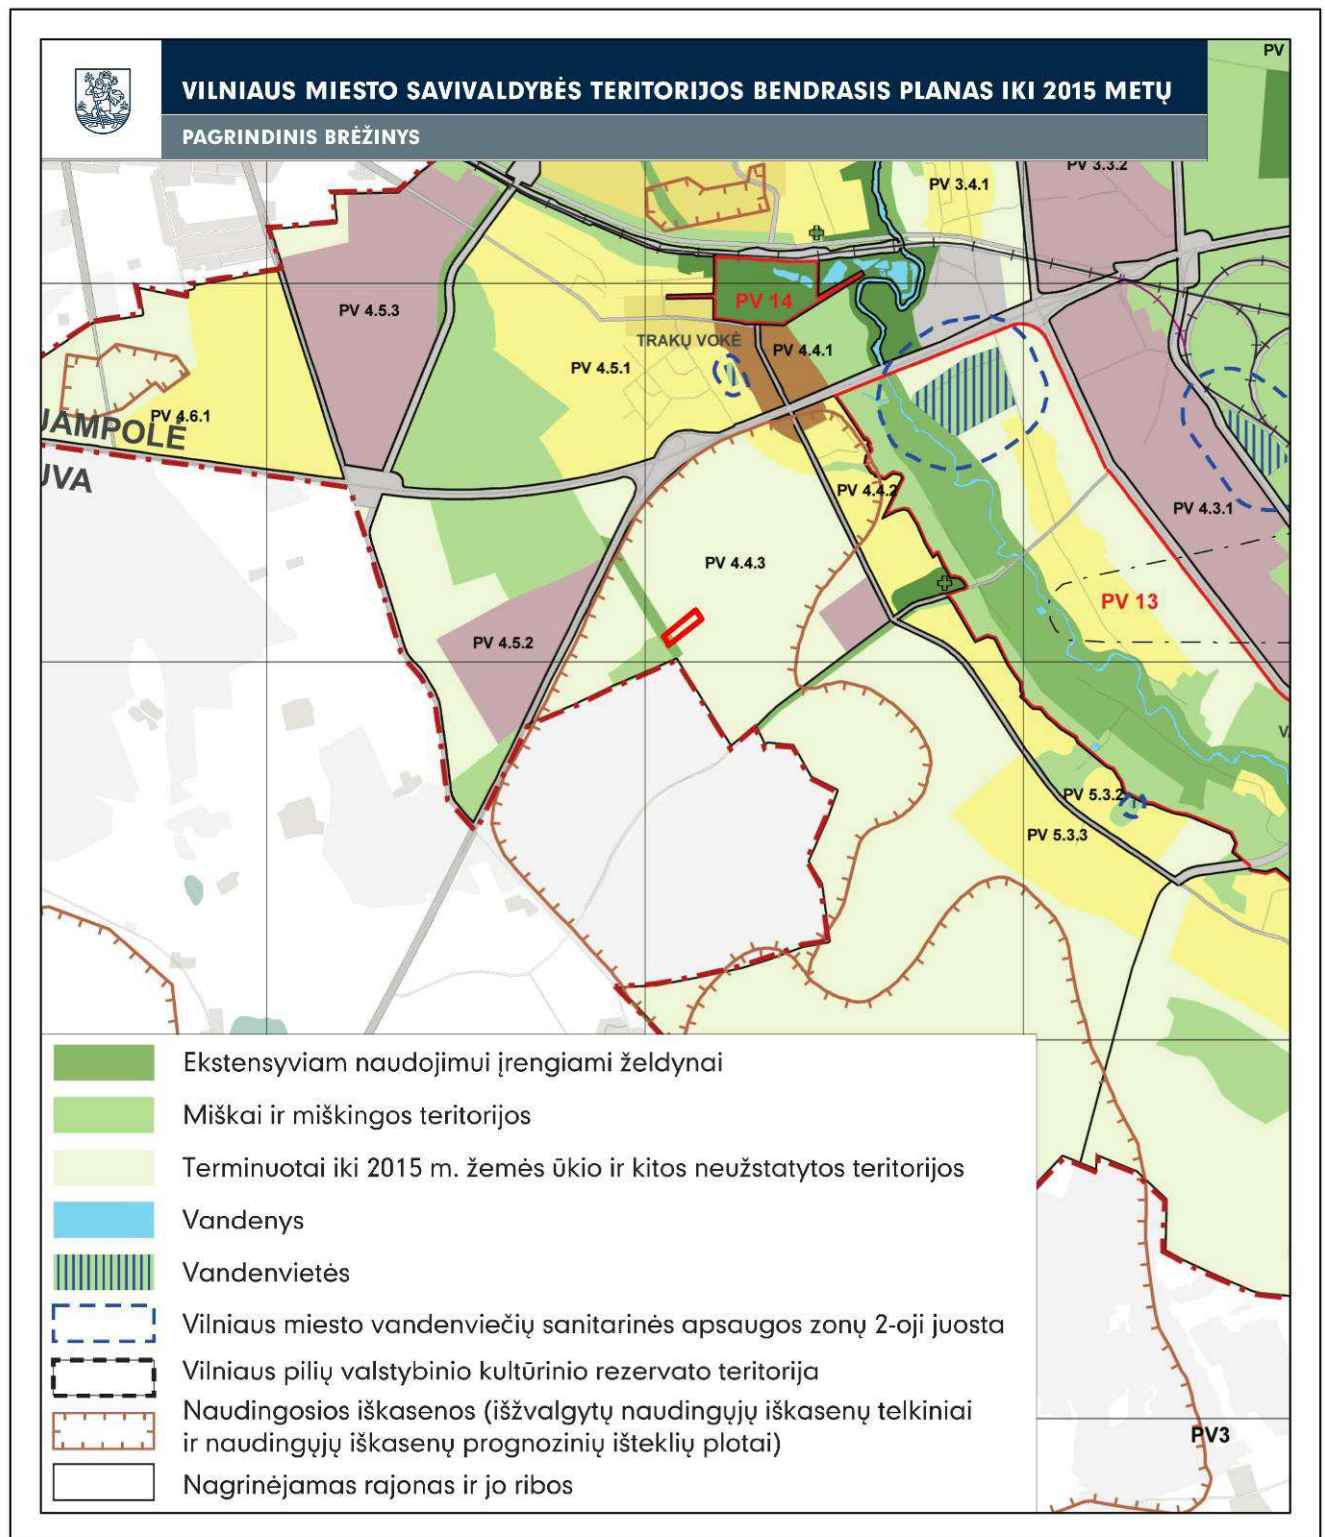 VILNIAUS MIESTO SAVIVALDYBĖS TERITORIJOS BENDRASIS PLANAS IKI 2015 METŲ
PAGRINDINIS BRĖŽINYS
PV
PV 3.3.2
PV 3.4.1
PV 14
PV 4.5.3
TRAKŲ VOKĖ
PV 4.4.1
PV 4.5.1
PV 4.6.1
JAMPOLĖ
UVA
PV 4.4.2
PV 4.3.1
PV 4.4.3
PV 13
PV 4.5.2
PV 5.3.2
PV 5.3.3
Ekstensyviam naudojimui įrengiami želdynai
Miškai ir miškingos teritorijos
Terminuotai iki 2015 m. žemės ūkio ir kitos neužstatytos teritorijos
Vandenys
Vandenvietės
Vilniaus miesto vandenviečių sanitarinės apsaugos zonų 2-oji juosta
Vilniaus pilių valstybinio kultūrinio rezervato teritorija
Naudingosios iškasenos (išžvalgytų naudingųjų iškasenų telkiniai
ir naudingųjų iškasenų prognozinių išteklių plotai)
PV3
Nagrinėjamas rajonas ir jo ribos